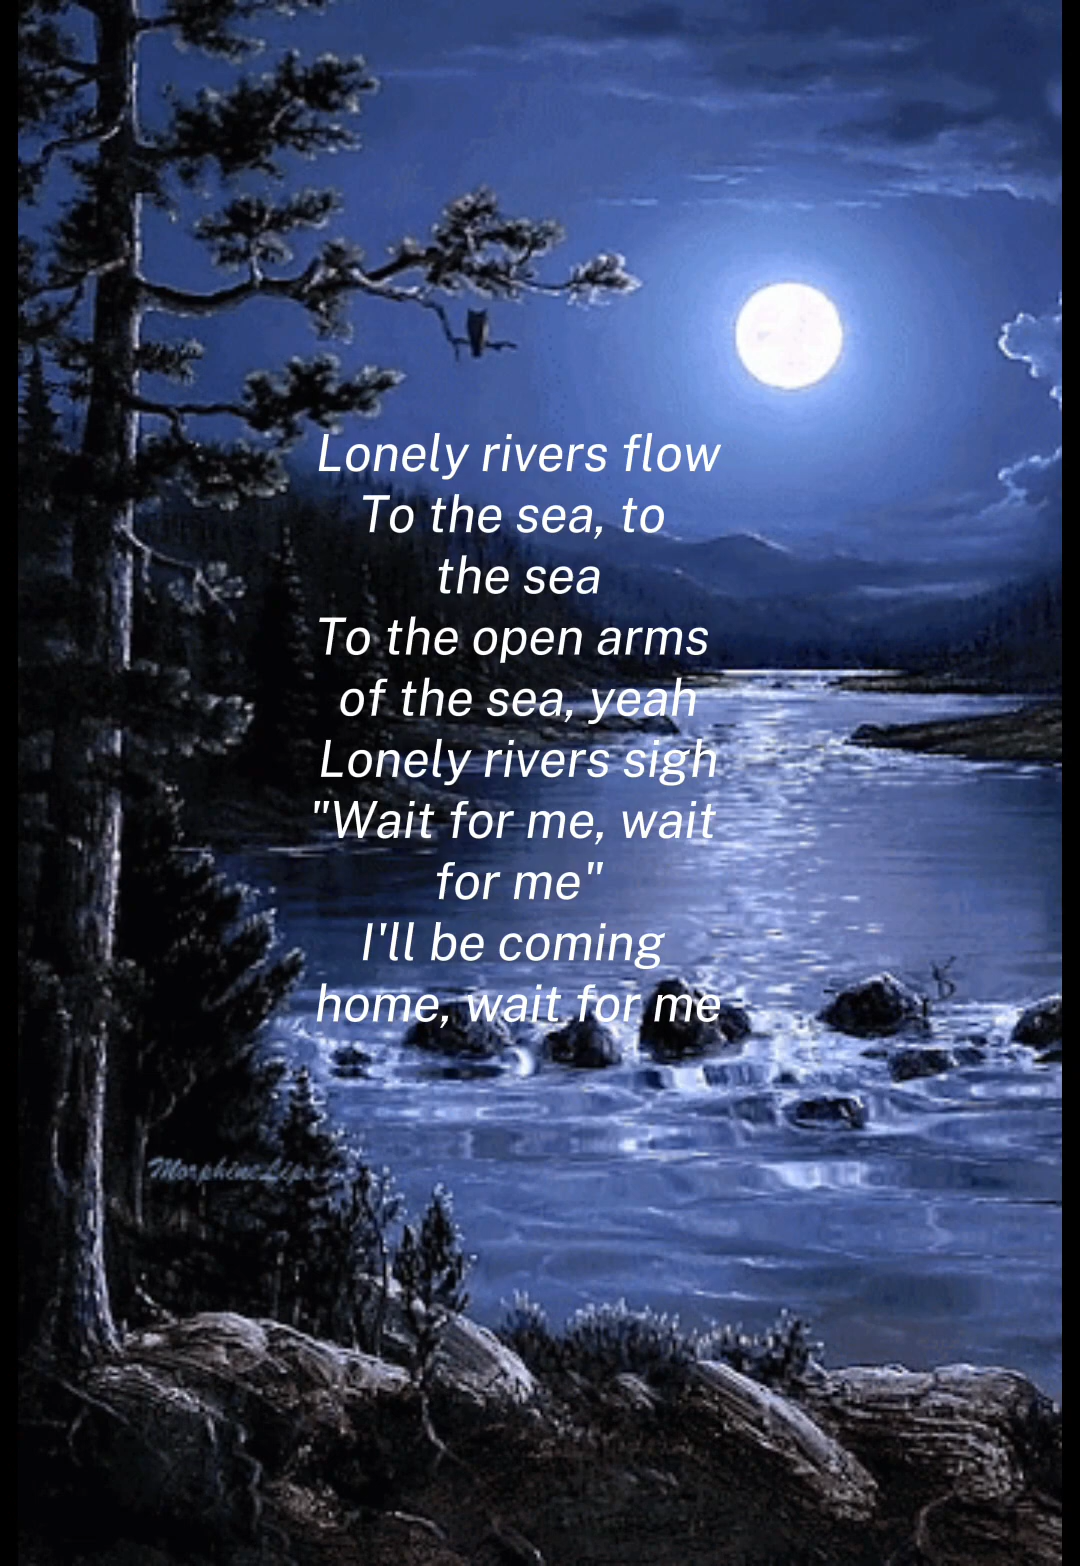 Lonely rivers flow
To the sea, to
the sea
To the open arms
of the sea, yeah
Lonely rivers sigh
"Wait for me, wait
for me"
I'll be coming
home, wait for me
MorphineLips